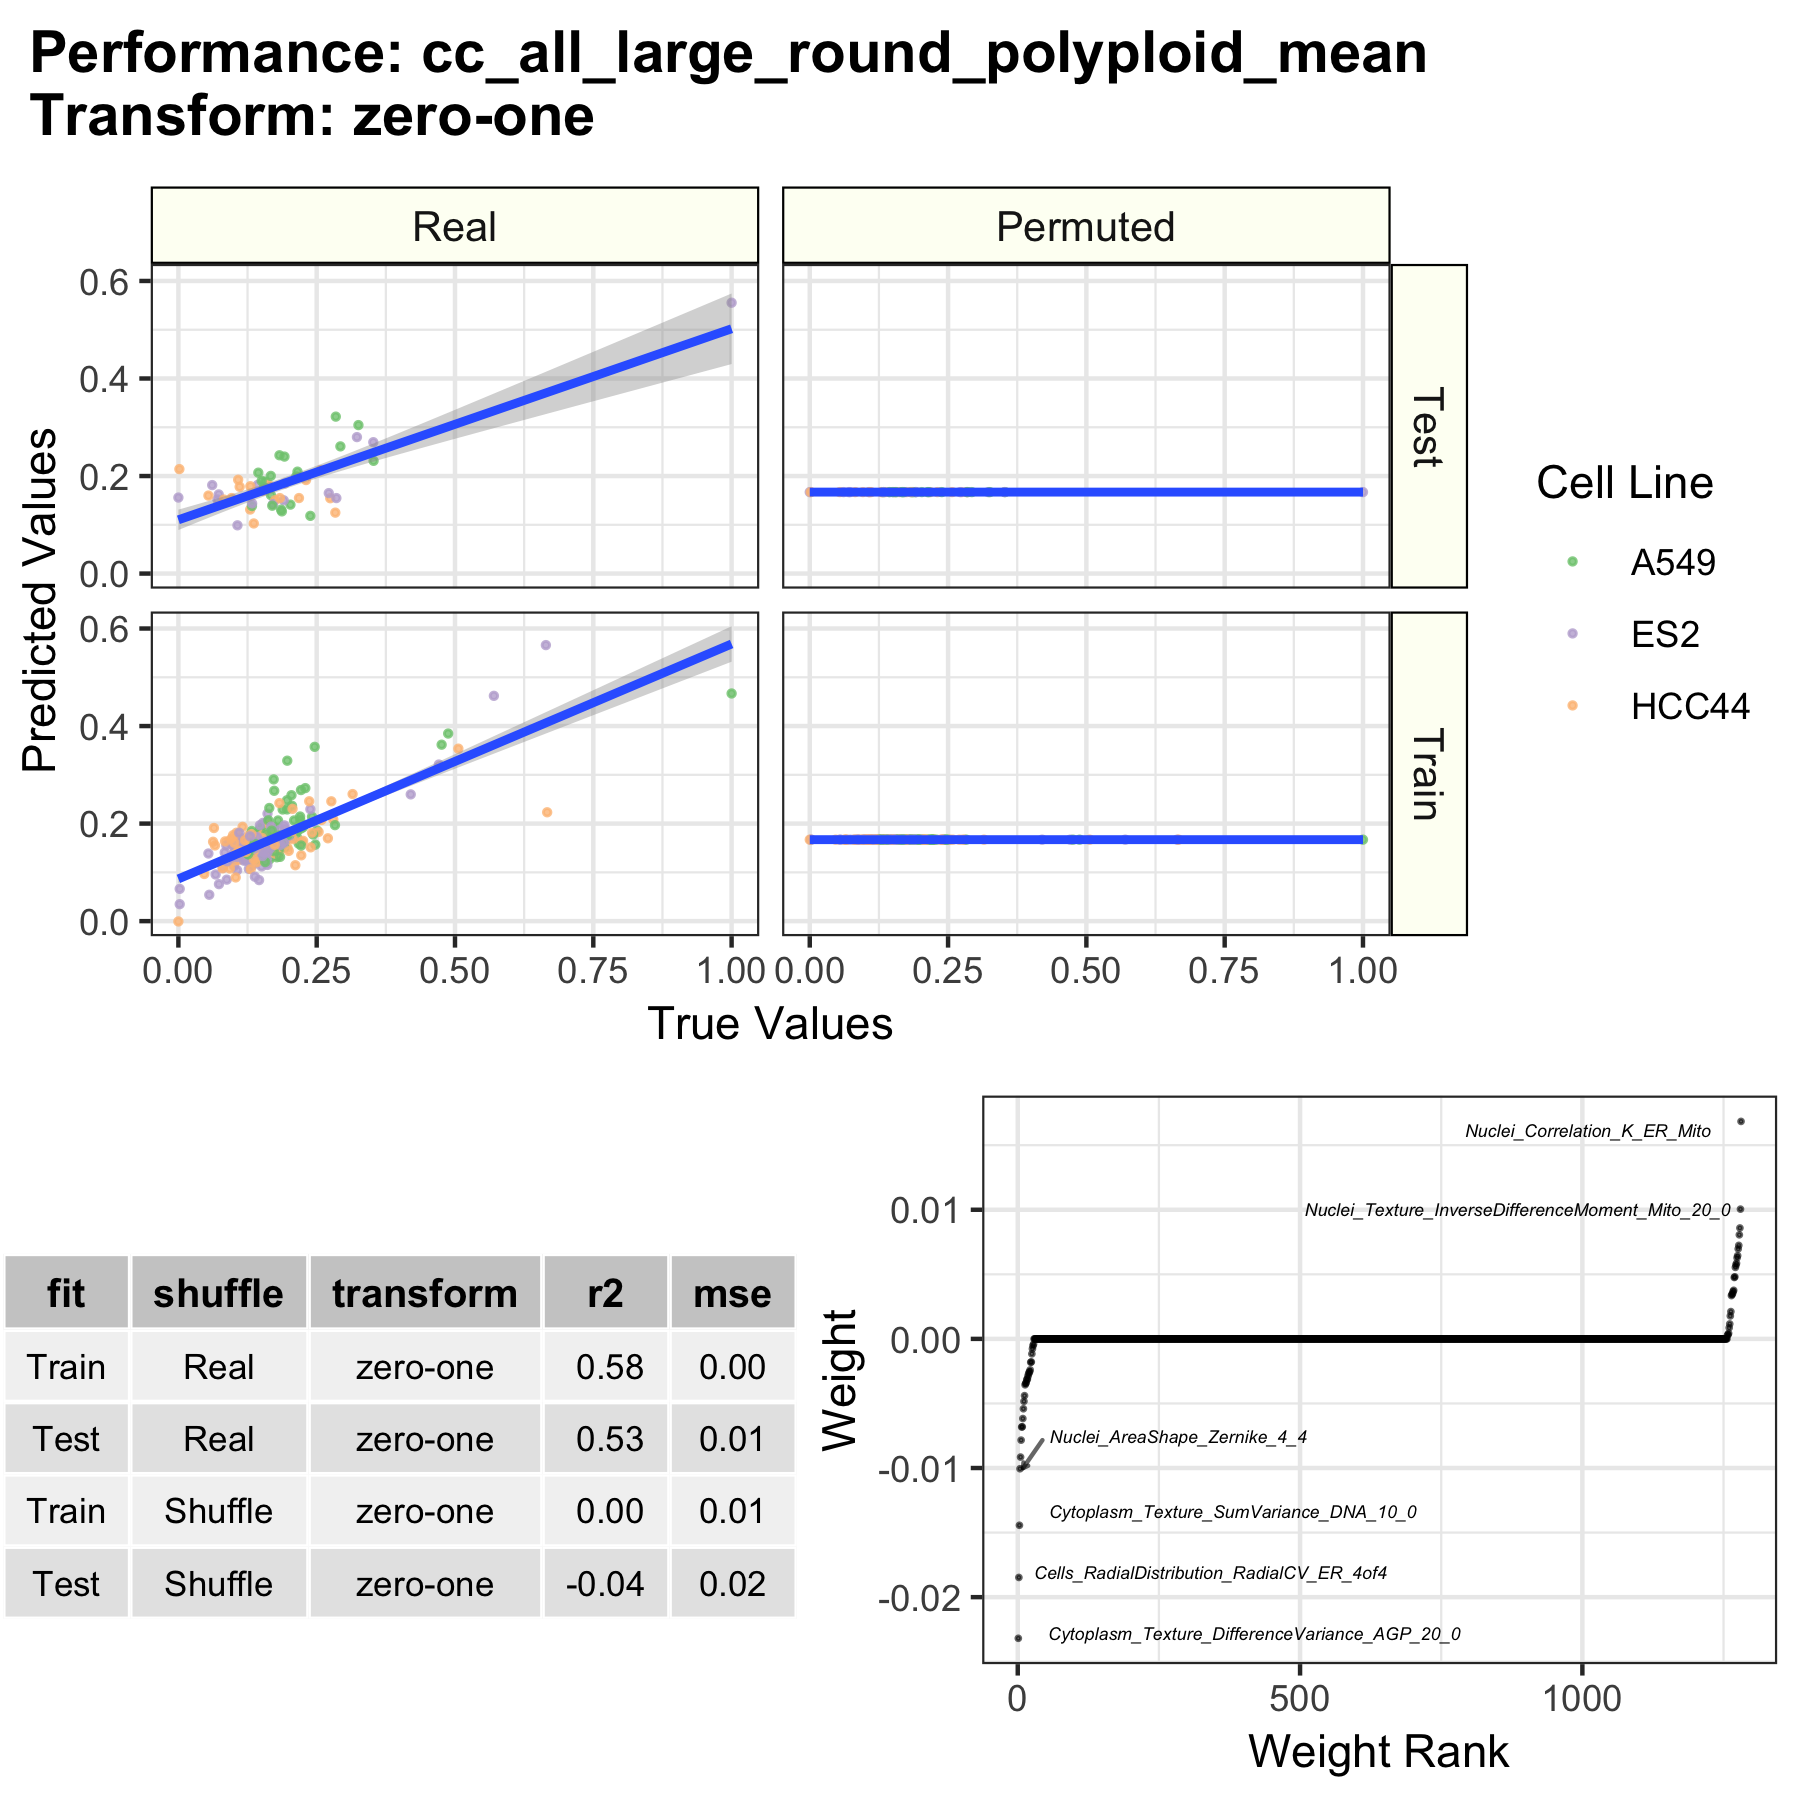 Performance: cc_all_large_round_polyploid_mean
Transform: zero-one
Real
Permuted
0.6
0.4
0.2
0.0
Test
0.6
0.4
0.2
0.0
Train
Predicted Values
0.00 0.25 0.50 0.75 1.00 0.00 0.25 0.50 0.75 1.00
True Values
Cell Line
A549
ES2
HCC44
fit shuffle transform r2 mse
Train Real zero-one 0.58 0.00
Test Real zero-one 0.53 0.01
Train Shuffle zero-one 0.00 0.01
Test Shuffle zero-one -0.04 0.02
Weight
0.01
0.00
-0.01
-0.02
Nuclei_Correlation_K_ER_Mito
Nuclei_Texture_InverseDifferenceMoment_Mito_20_0
Nuclei_AreaShape_Zernike_4_4
Cytoplasm_Texture_SumVariance_DNA_10_0
Cells_RadialDistribution_RadialCV_ER_4of4
Cytoplasm_Texture_DifferenceVariance_AGP_20_0
0 500 1000
Weight Rank